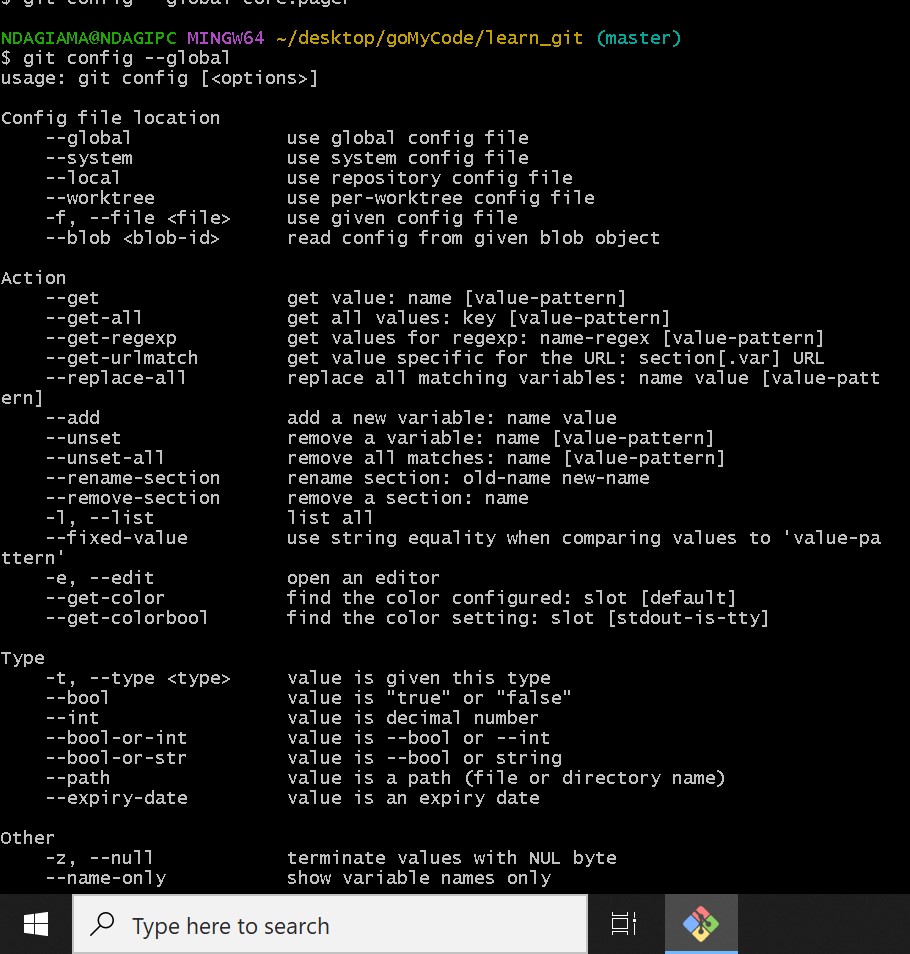 $ git config --global core.pager
NDAGIAMA@NDAGIPC MINGW64 ~/desktop/goMyCode/learn_git (master)
$ git config --global
usage: git config [<options>]
Config file location
    --global              use global config file
    --system              use system config file
    --local               use repository config file
    --worktree            use per-worktree config file
    -f, --file <file>     use given config file
    --blob <blob-id>      read config from given blob object
Action
    --get                 get value: name [value-pattern]
    --get-all             get all values: key [value-pattern]
    --get-regexp          get values for regexp: name-regex [value-pattern]
    --get-urlmatch        get value specific for the URL: section[.var] URL
    --replace-all         replace all matching variables: name value [value-patt
ern]
    --add                 add a new variable: name value
    --unset               remove a variable: name [value-pattern]
    --unset-all           remove all matches: name [value-pattern]
    --rename-section      rename section: old-name new-name
    --remove-section      remove a section: name
    -l, --list            list all
    --fixed-value         use string equality when comparing values to 'value-pa
ttern'
    -e, --edit            open an editor
    --get-color           find the color configured: slot [default]
    --get-colorbool       find the color setting: slot [stdout-is-tty]
Type
    -t, --type <type>     value is given this type
    --bool                value is "true" or "false"
    --int                 value is decimal number
    --bool-or-int         value is --bool or --int
    --bool-or-str         value is --bool or string
    --path                value is a path (file or directory name)
    --expiry-date         value is an expiry date
Other
    -z, --null            terminate values with NUL byte
    --name-only           show variable names only
Type here to search